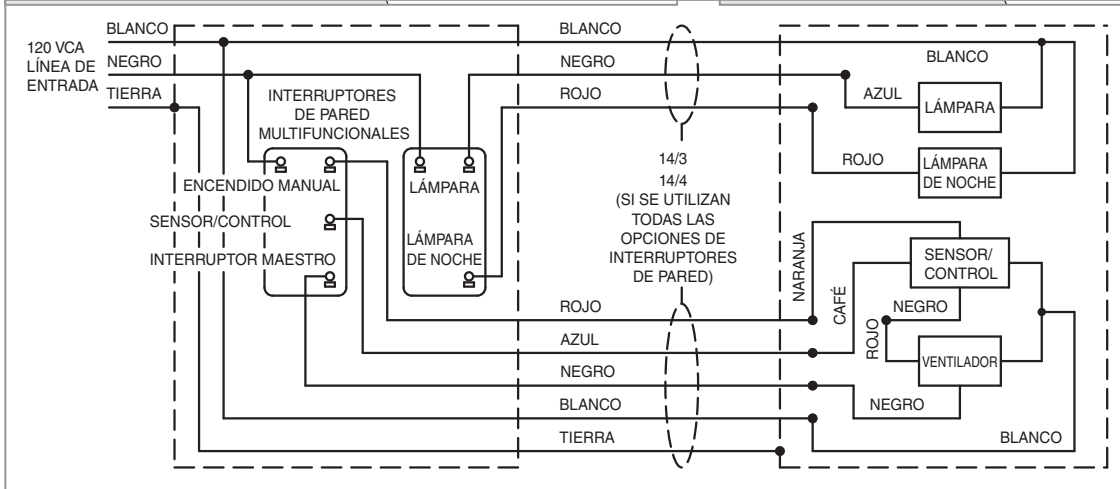 BLANCO
120 VCA
LÍNEA DE
ENTRADA
NEGRO
TIERRA
INTERRUPTORES
DE PARED
MULTIFUNCIONALES
ENCENDIDO MANUAL
SENSOR/CONTROL
INTERRUPTOR MAESTRO
LÁMPARA
LÁMPARA
DE NOCHE
BLANCO
NEGRO
ROJO
14/3
14/4
(SI SE UTILIZAN
TODAS LAS
OPCIONES DE
INTERRUPTORES
DE PARED)
ROJO
AZUL
NEGRO
BLANCO
TIERRA
BLANCO
AZUL
LÁMPARA
ROJO
LÁMPARA
DE NOCHE
NARANJA
CAFÉ
SENSOR/
CONTROL
NEGRO
ROJO
VENTILADOR
NEGRO
BLANCO